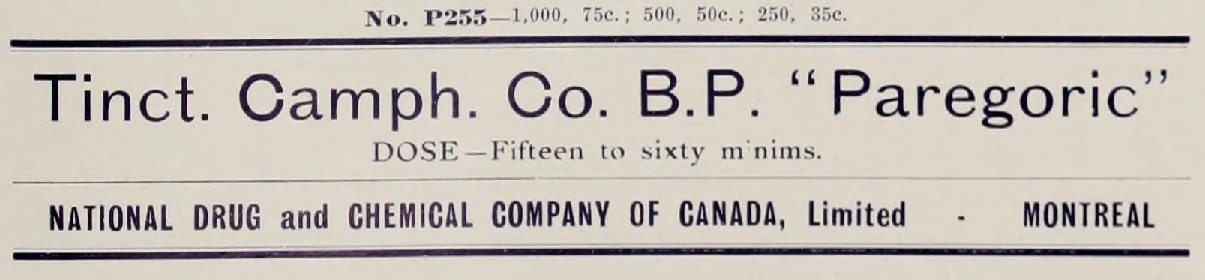 No. P255—1,000, 75c.; 500, 50c.; 250, 35c.
Tinct. Camph. Co. B.P. “Paregoric”
DOSE—Fifteen to sixty minims.
NATIONAL DRUG and CHEMICAL COMPANY OF CANADA, Limited - MONTREAL